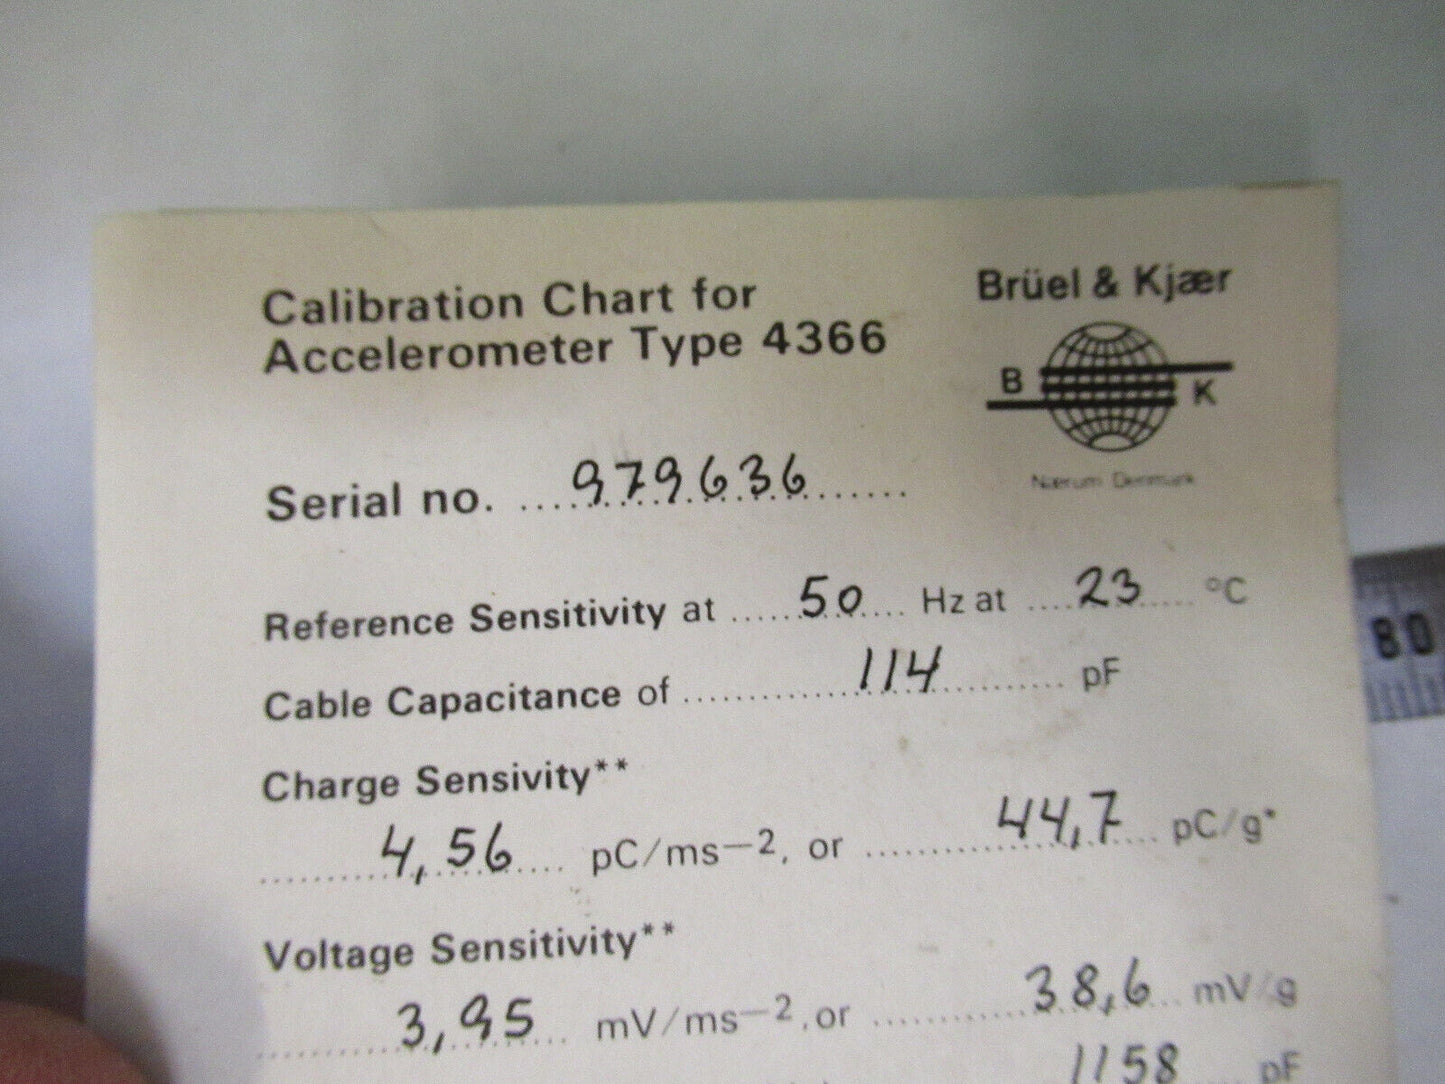 Calibration Chart for
Accelerometer Type 4366
Brüel & Kjær
B K
Nærum Denmark
Serial no. 979636
Reference Sensitivity at 50 Hz at 23 °C
Cable Capacitance of 114 pF
Charge Sensivity**
4,56 pC/ms−2, or 44,7 pC/g*
Voltage Sensitivity**
3,95 mV/ms−2, or 38,6 mV/g
1158 pF
80